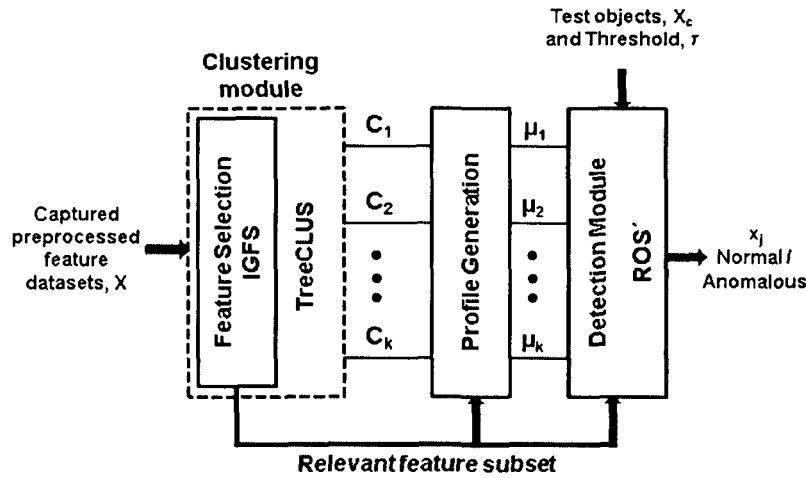 Test objects, Xc
and Threshold, τ
Clustering
module
Captured
preprocessed
feature
datasets, X
Feature Selection
IGFS
TreeCLUS
C1
C2
Ck
Profile Generation
μ1
μ2
μk
Detection Module
ROS´
xj
Normal /
Anomalous
Relevant feature subset